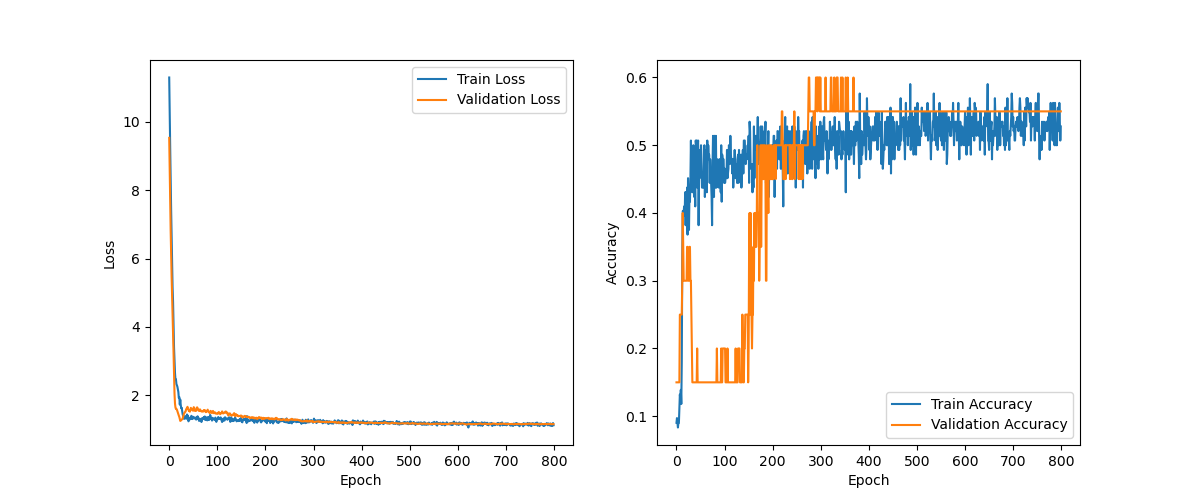 Train Loss
Validation Loss
10
8
6
4
2
Loss
0 100 200 300 400 500 600 700 800
Epoch
0.6
0.5
0.4
0.3
0.2
0.1
Accuracy
Train Accuracy
Validation Accuracy
0 100 200 300 400 500 600 700 800
Epoch